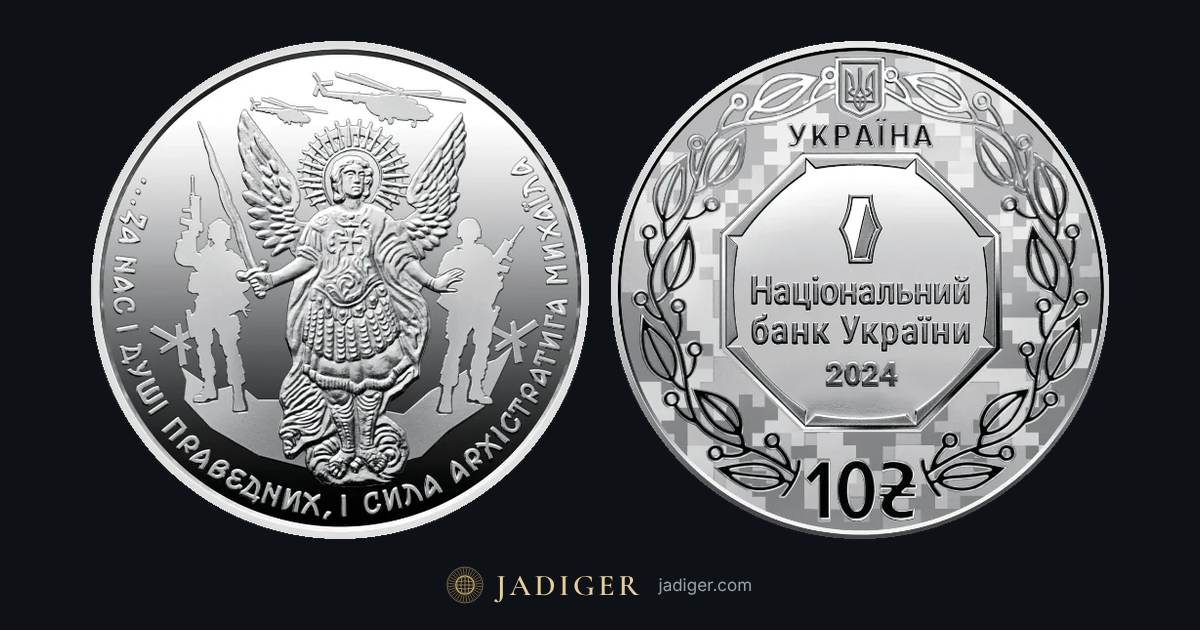 ...ЗА НАС І ДУШІ ПРАВЕДНИХ, І СИЛА АРХІСТРАТИГА МИХАЇЛА
УКРАЇНА
Національний
банк України
2024
10₴
JADIGER
jadiger.com